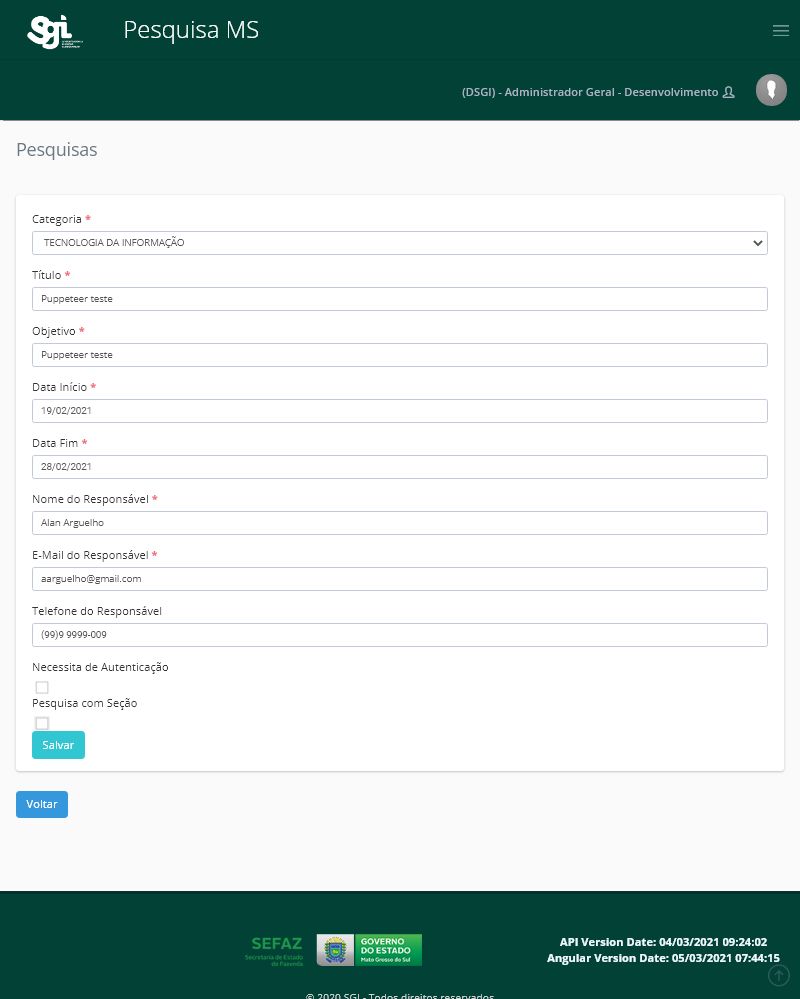 Sgi
Pesquisa MS
(DSGI) - Administrador Geral - Desenvolvimento
Pesquisas
Categoria *
TECNOLOGIA DA INFORMAÇÃO
Título *
Puppeteer teste
Objetivo *
Puppeteer teste
Data Início *
19/02/2021
Data Fim *
28/02/2021
Nome do Responsável *
Alan Arguelho
E-Mail do Responsável *
aarguelho@gmail.com
Telefone do Responsável
(99)9 9999-009
Necessita de Autenticação
Pesquisa com Seção
Salvar
Voltar
SEFAZ
Secretaria de Estado
de Fazenda
GOVERNO
DO ESTADO
Mato Grosso do Sul
API Version Date: 04/03/2021 09:24:02
Angular Version Date: 05/03/2021 07:44:15
© 2020 SGI - Todos direitos reservados